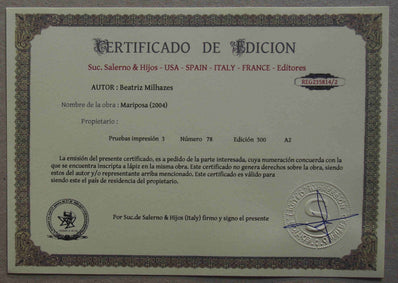 CERTIFICADO DE EDICION
Suc. Salerno & Hijos - USA - SPAIN - ITALY - FRANCE - Editores
REG215814/2
AUTOR : Beatriz Milhazes
Nombre de la obra : Mariposa (2004)
Propietario :
Pruebas impresión 3 Número 78 Edición 300 A2
La emisión del presente certificado, es a pedido de la parte interesada, cuya numeración concuerda con la
que se encuentra inscripta a lápiz en la misma obra. Este certificado no genera derechos sobre la obra, siendo
estos del autor y/o representante arriba mencionado. Este certificado es válido para
siendo este el país de residencia del propietario.
Por Suc.de Salerno & Hijos (Italy) firmo y signo el presente